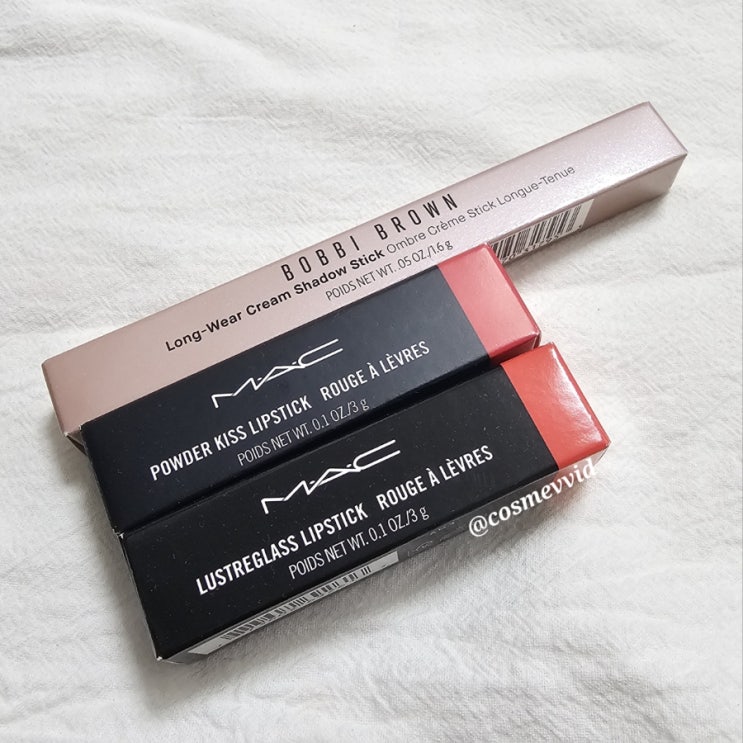 BOBBI BROWN
Long-Wear Cream Shadow Stick Ombre Crème Stick Longue-Tenue
POIDS NET WT. .05 OZ./1.6 g
M·A·C
POWDER KISS LIPSTICK ROUGE À LÈVRES
POIDS NET WT. 0.1 OZ./3 g
M·A·C
LUSTREGLASS LIPSTICK ROUGE À LÈVRES
POIDS NET WT. 0.1 OZ./3 g
@cosmevvid